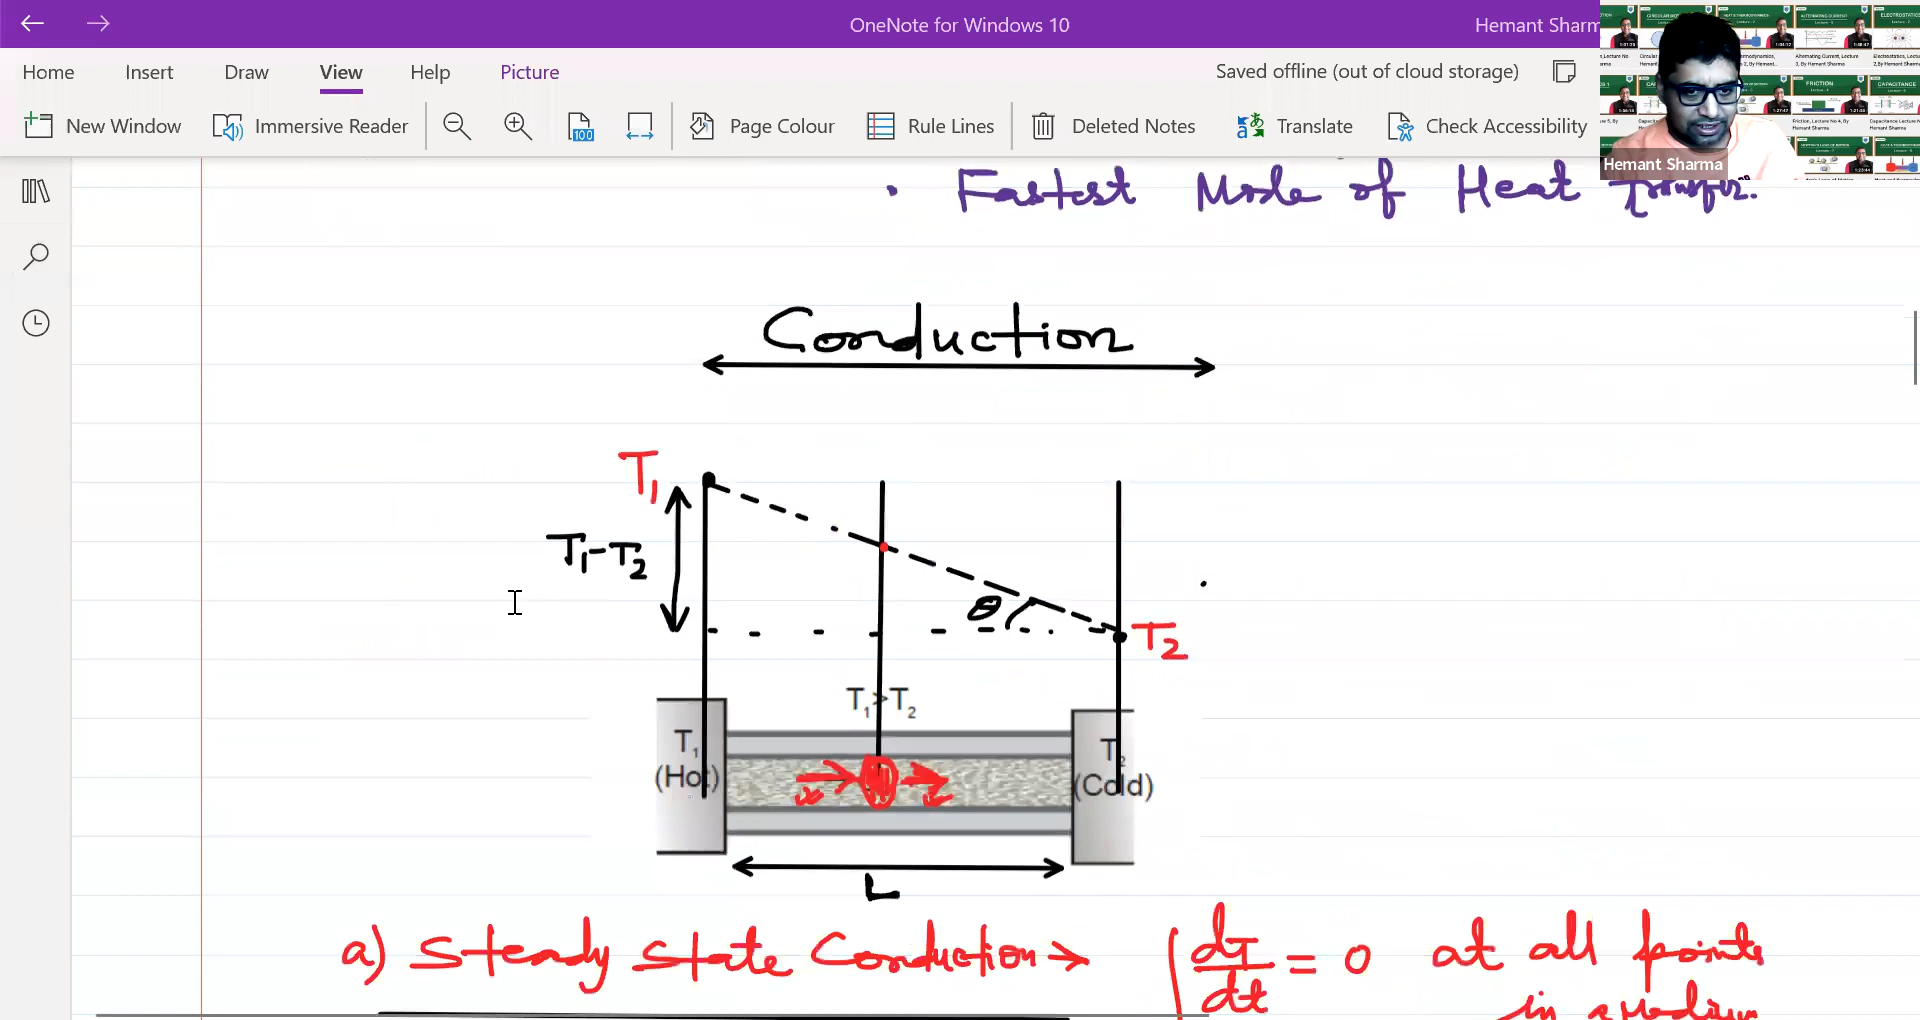 OneNote for Windows 10
Hemant Sharm
Home Insert Draw View Help Picture
Saved offline (out of cloud storage)
New Window Immersive Reader 100 Page Colour Rule Lines Deleted Notes Translate Check Accessibility
Hemant Sharma
• Fastest Mode of Heat Transfer.
Conduction
T₁
T₁-T₂
θ
T₂
T₁>T₂
T₁
(Hot)
T₂
(Cold)
L
a) Steady state Conduction → dT/dt = 0 at all points
in a medium